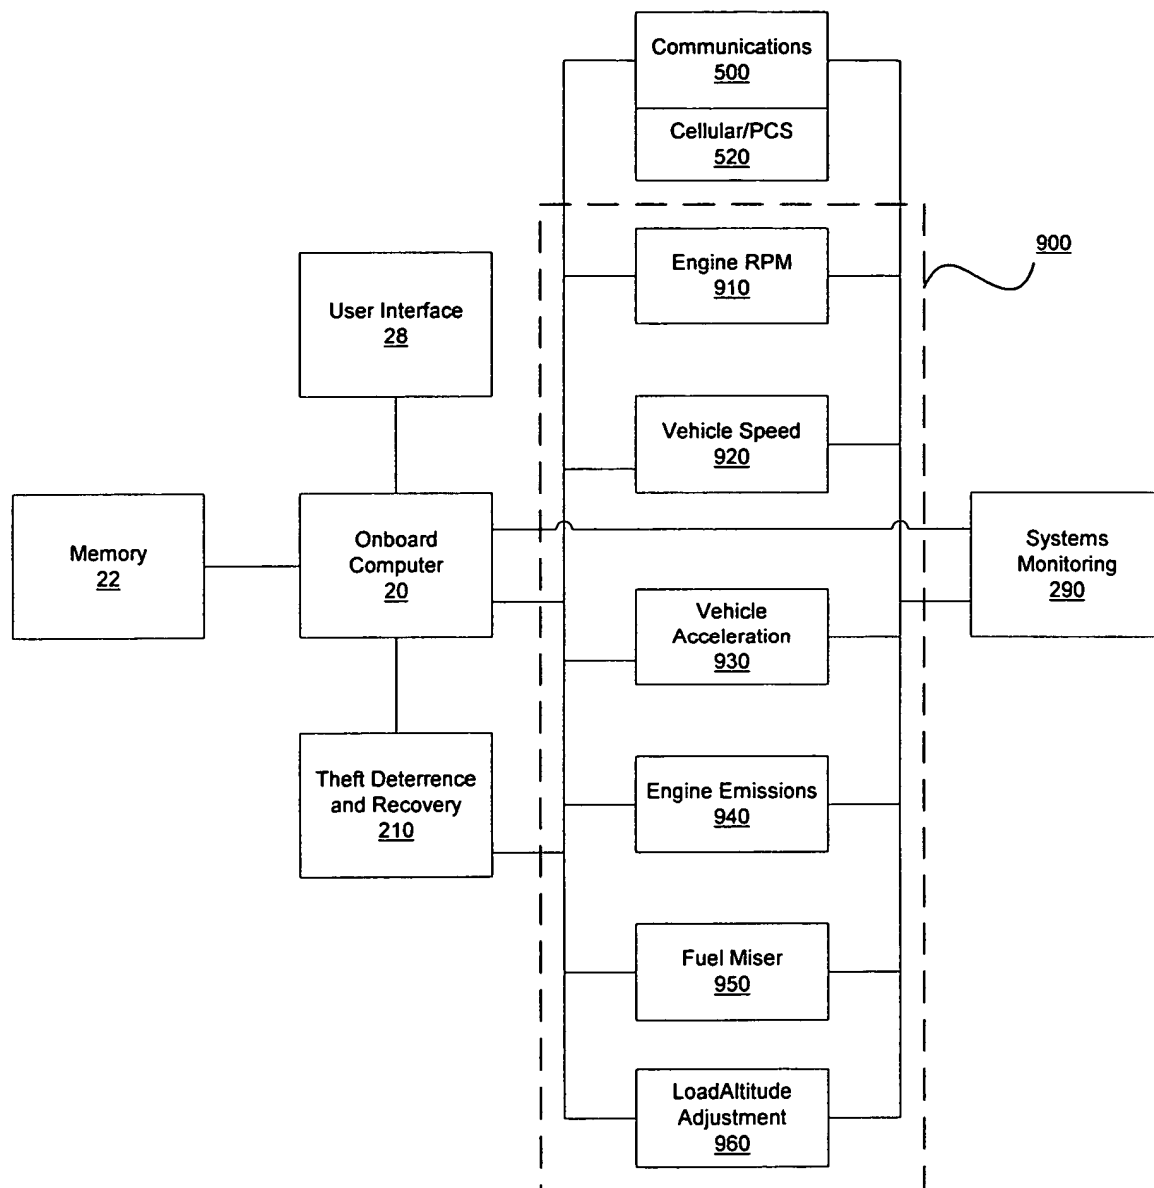 Communications
500
Cellular/PCS
520
900
Engine RPM
910
User Interface
28
Vehicle Speed
920
Memory
22
Onboard
Computer
20
Systems
Monitoring
290
Vehicle
Acceleration
930
Theft Deterrence
and Recovery
210
Engine Emissions
940
Fuel Miser
950
LoadAltitude
Adjustment
960